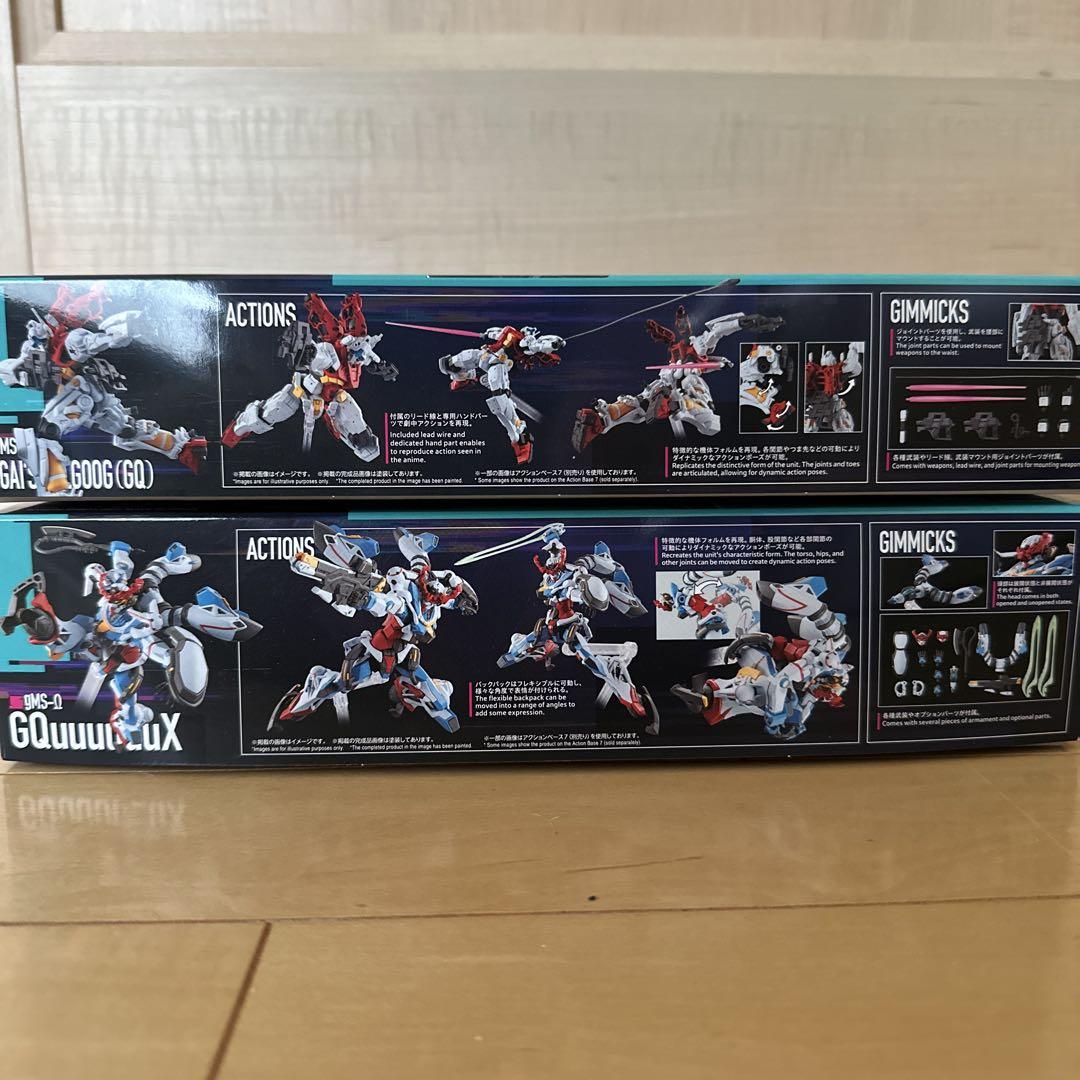 MS
GAI'S GOOG(GQ)
ACTIONS
付属のリード線と専用ハンドパー
ツで劇中アクションを再現。
Included lead wire and
dedicated hand part enables
to reproduce action seen in
the anime.
特徴的な機体フォルムを再現。各関節やつま先などの可動により
ダイナミックなアクションポーズが可能。
Replicates the distinctive form of the unit. The joints and toes
are articulated, allowing for dynamic action poses.
※掲載の画像はイメージです。 ※掲載の完成品画像は塗装してあります。
*Images are for illustrative purposes only. *The completed product in the image has been painted.
※一部の画像はアクションベース7(別売り)を使用しております。
* Some images show the product on the Action Base 7 (sold separately).
GIMMICKS
ジョイントパーツを使用し、武装を腰部に
マウントすることが可能。
The joint parts can be used to mount
weapons to the waist.
各種武装やリード線、武装マウント用ジョイントパーツが付属。
Comes with weapons, lead wire, and joint parts for mounting weapons
gMS-Ω
GQuuuu uX
ACTIONS
バックパックはフレキシブルに可動し、
様々な角度で表情が付けられる。
The flexible backpack can be
moved into a range of angles to
add some expression.
特徴的な機体フォルムを再現。胴体、股関節など各部関節の
可動によりダイナミックなアクションポーズが可能。
Recreates the unit's characteristic form. The torso, hips, and
other joints can be moved to create dynamic action poses.
※掲載の画像はイメージです。 ※掲載の完成品画像は塗装してあります。
*Images are for illustrative purposes only. *The completed product in the image has been painted.
※一部の画像はアクションベース7(別売り)を使用しております。
* Some images show the product on the Action Base 7 (sold separately).
GIMMICKS
頭部は展開状態と非展開状態が
それぞれ付属。
The head comes in both
opened and unopened states.
各種武装やオプションパーツが付属。
Comes with several pieces of armament and optional parts.